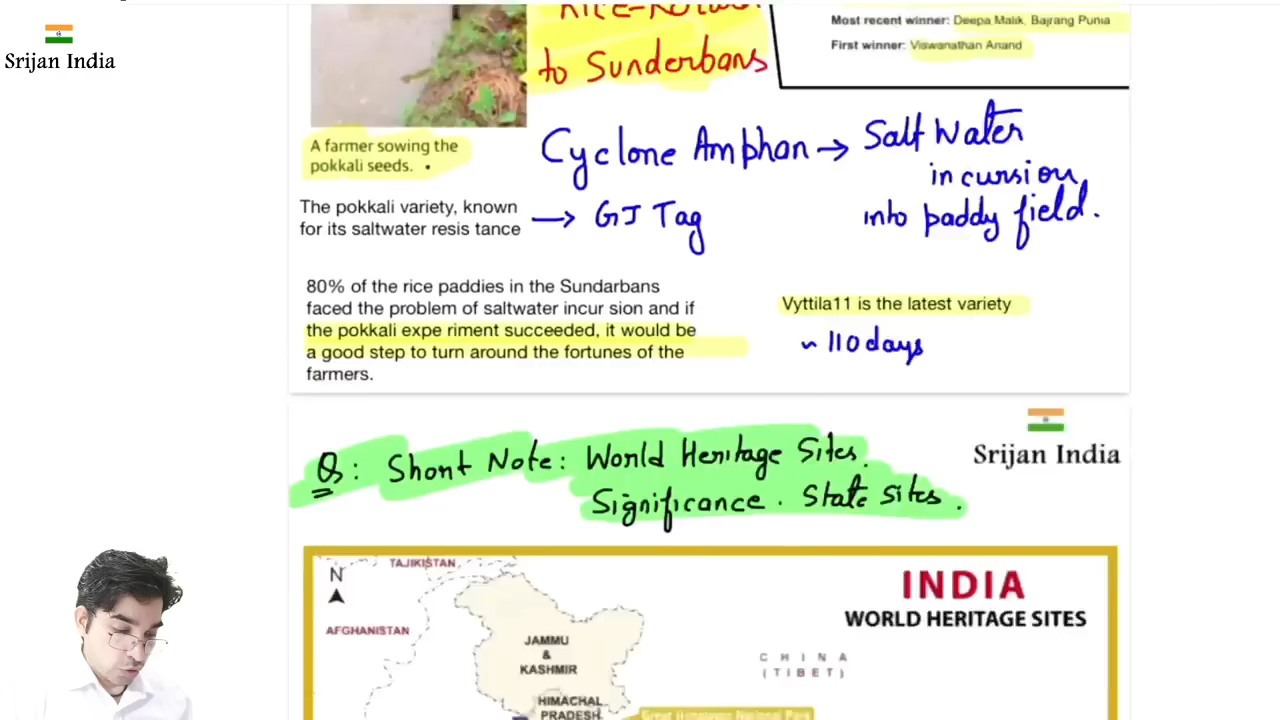 Srijan India
RICE-
to Sunderbans
Most recent winner: Deepa Malik, Bajrang Punia
First winner: Viswanathan Anand
A farmer sowing the
pokkali seeds.
Cyclone Amphan → Salt Water
incursion
into paddy field.
The pokkali variety, known
for its saltwater resis tance
→ GI Tag
80% of the rice paddies in the Sundarbans
faced the problem of saltwater incur sion and if
the pokkali expe riment succeeded, it would be
a good step to turn around the fortunes of the
farmers.
Vyttila11 is the latest variety
~ 110 days
Srijan India
Q: Short Note: World Heritage Sites.
Significance. State Sites.
INDIA
WORLD HERITAGE SITES
N
TAJIKISTAN
AFGHANISTAN
JAMMU
&
KASHMIR
CHINA
(TIBET)
HIMACHAL
PRADESH
Great Himalayan National Park